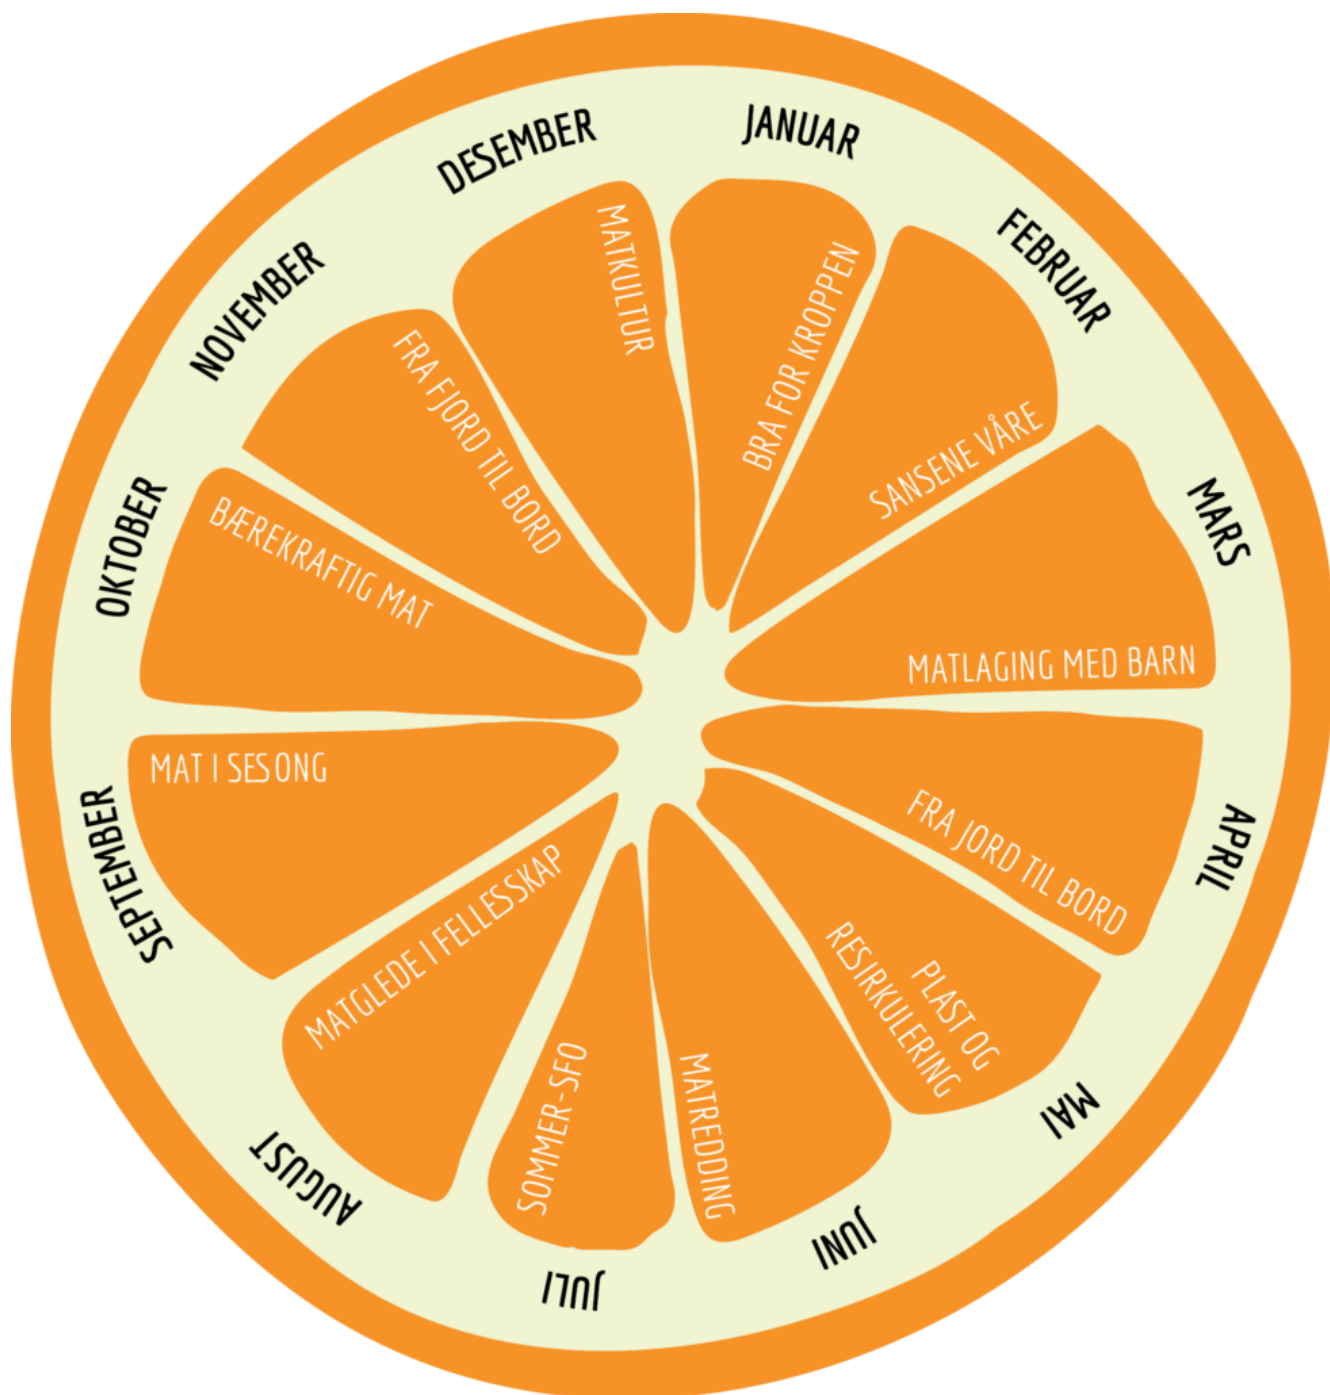 JANUAR
BRA FOR KROPPEN
FEBRUAR
SANSENE VÅRE
MARS
MATLAGING MED BARN
APRIL
FRA JORD TIL BORD
MAI
PLAST OG
RESIRKULERING
JUNI
MATREDDING
JULI
SOMMER-SFO
AUGUST
MATGLEDE I FELLESSKAP
SEPTEMBER
MAT I SESONG
OKTOBER
BÆREKRAFTIG MAT
NOVEMBER
FRA FJORD TIL BORD
DESEMBER
MATKULTUR